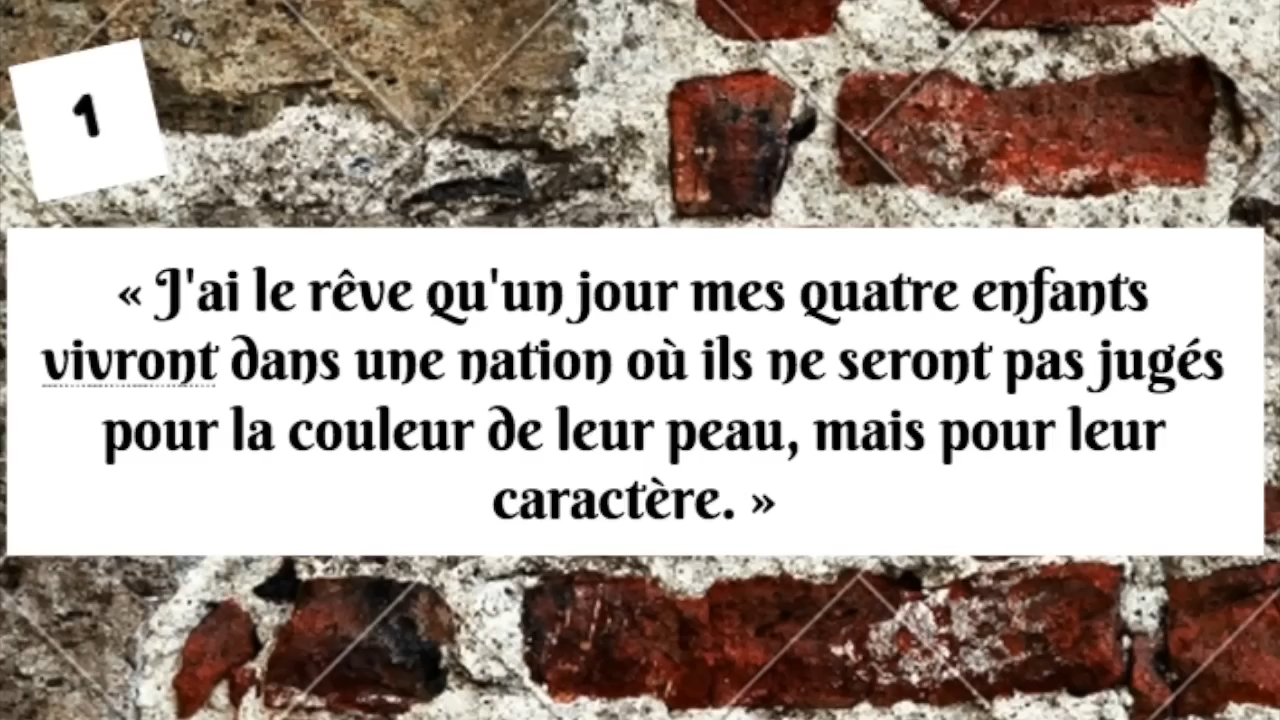 1
« J'ai le rêve qu'un jour mes quatre enfants
vivront dans une nation où ils ne seront pas jugés
pour la couleur de leur peau, mais pour leur
caractère. »